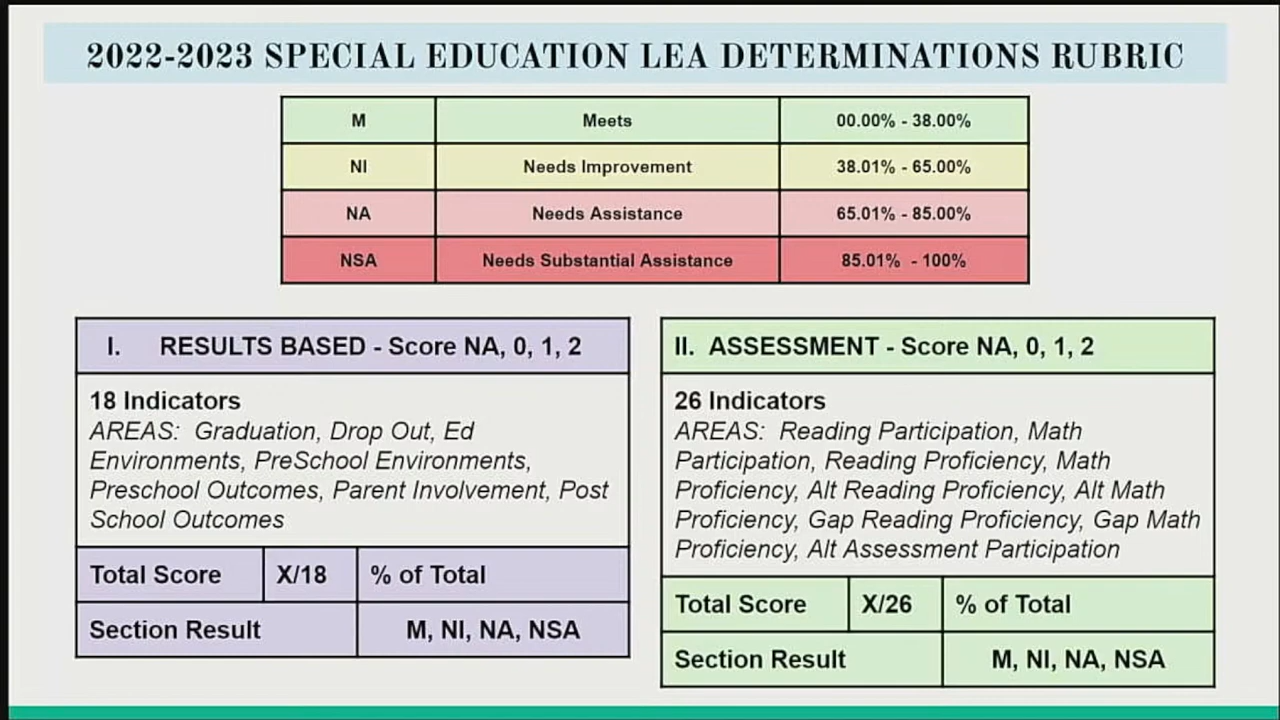 2022-2023 SPECIAL EDUCATION LEA DETERMINATIONS RUBRIC
M Meets 00.00% - 38.00%
NI Needs Improvement 38.01% - 65.00%
NA Needs Assistance 65.01% - 85.00%
NSA Needs Substantial Assistance 85.01% - 100%
I. RESULTS BASED - Score NA, 0, 1, 2
18 Indicators
AREAS: Graduation, Drop Out, Ed
Environments, PreSchool Environments,
Preschool Outcomes, Parent Involvement, Post
School Outcomes
Total Score X/18 % of Total
Section Result M, NI, NA, NSA
II. ASSESSMENT - Score NA, 0, 1, 2
26 Indicators
AREAS: Reading Participation, Math
Participation, Reading Proficiency, Math
Proficiency, Alt Reading Proficiency, Alt Math
Proficiency, Gap Reading Proficiency, Gap Math
Proficiency, Alt Assessment Participation
Total Score X/26 % of Total
Section Result M, NI, NA, NSA